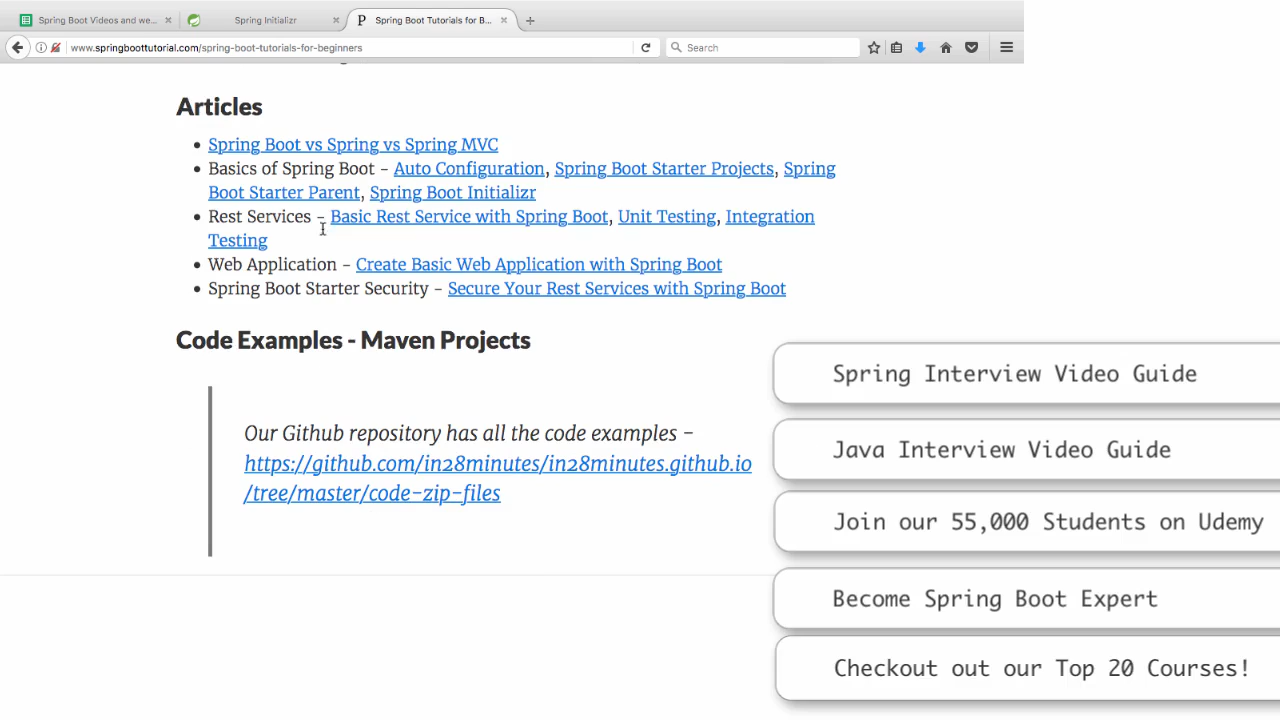 Spring Boot Videos and we...
Spring Initializr
Spring Boot Tutorials for B...
www.springboottutorial.com/spring-boot-tutorials-for-beginners
Search
Articles
Spring Boot vs Spring vs Spring MVC
Basics of Spring Boot - Auto Configuration, Spring Boot Starter Projects, Spring
Boot Starter Parent, Spring Boot Initializr
Rest Services - Basic Rest Service with Spring Boot, Unit Testing, Integration
Testing
Web Application - Create Basic Web Application with Spring Boot
Spring Boot Starter Security - Secure Your Rest Services with Spring Boot
Code Examples - Maven Projects
Our Github repository has all the code examples -
https://github.com/in28minutes/in28minutes.github.io
/tree/master/code-zip-files
Spring Interview Video Guide
Java Interview Video Guide
Join our 55,000 Students on Udemy
Become Spring Boot Expert
Checkout out our Top 20 Courses!